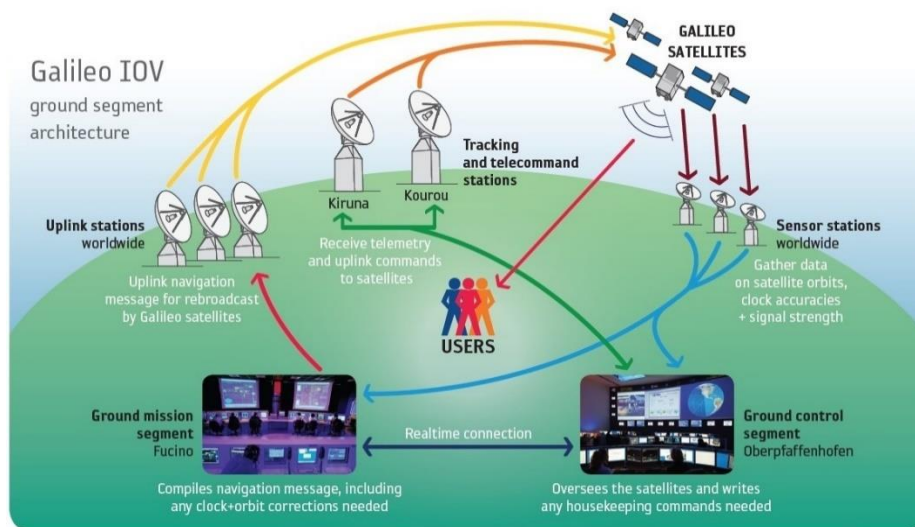 Galileo IOV
ground segment
architecture
GALILEO
SATELLITES
Tracking
and telecommand
stations
Kiruna
Kourou
Receive telemetry
and uplink commands
to satellites
Uplink stations
worldwide
Uplink navigation
message for rebroadcast
by Galileo satellites
Sensor stations
worldwide
Gather data
on satellite orbits,
clock accuracies
+ signal strength
USERS
Ground mission
segment
Fucino
Realtime connection
Ground control
segment
Oberpfaffenhofen
Compiles navigation message, including
any clock+orbit corrections needed
Oversees the satellites and writes
any housekeeping commands needed